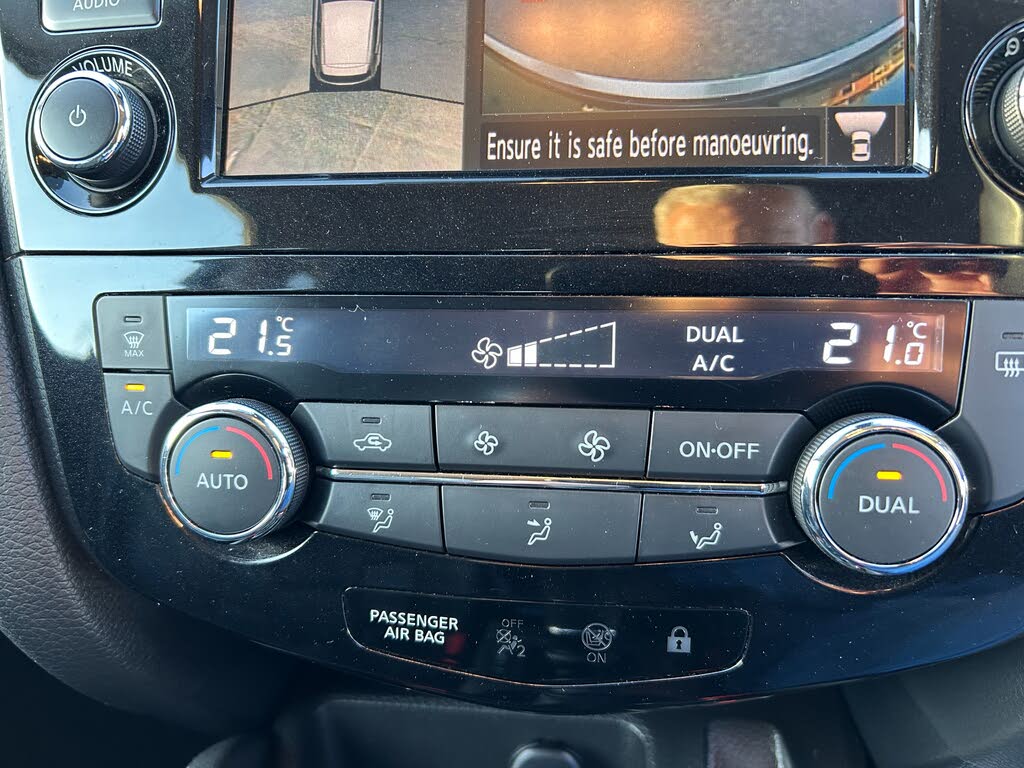 AUDIO
VOLUME
Ensure it is safe before manoeuvring.
MAX
21.5°C
DUAL
A/C
21.0°C
A/C
AUTO
ON•OFF
DUAL
PASSENGER
AIR BAG
OFF
2
ON